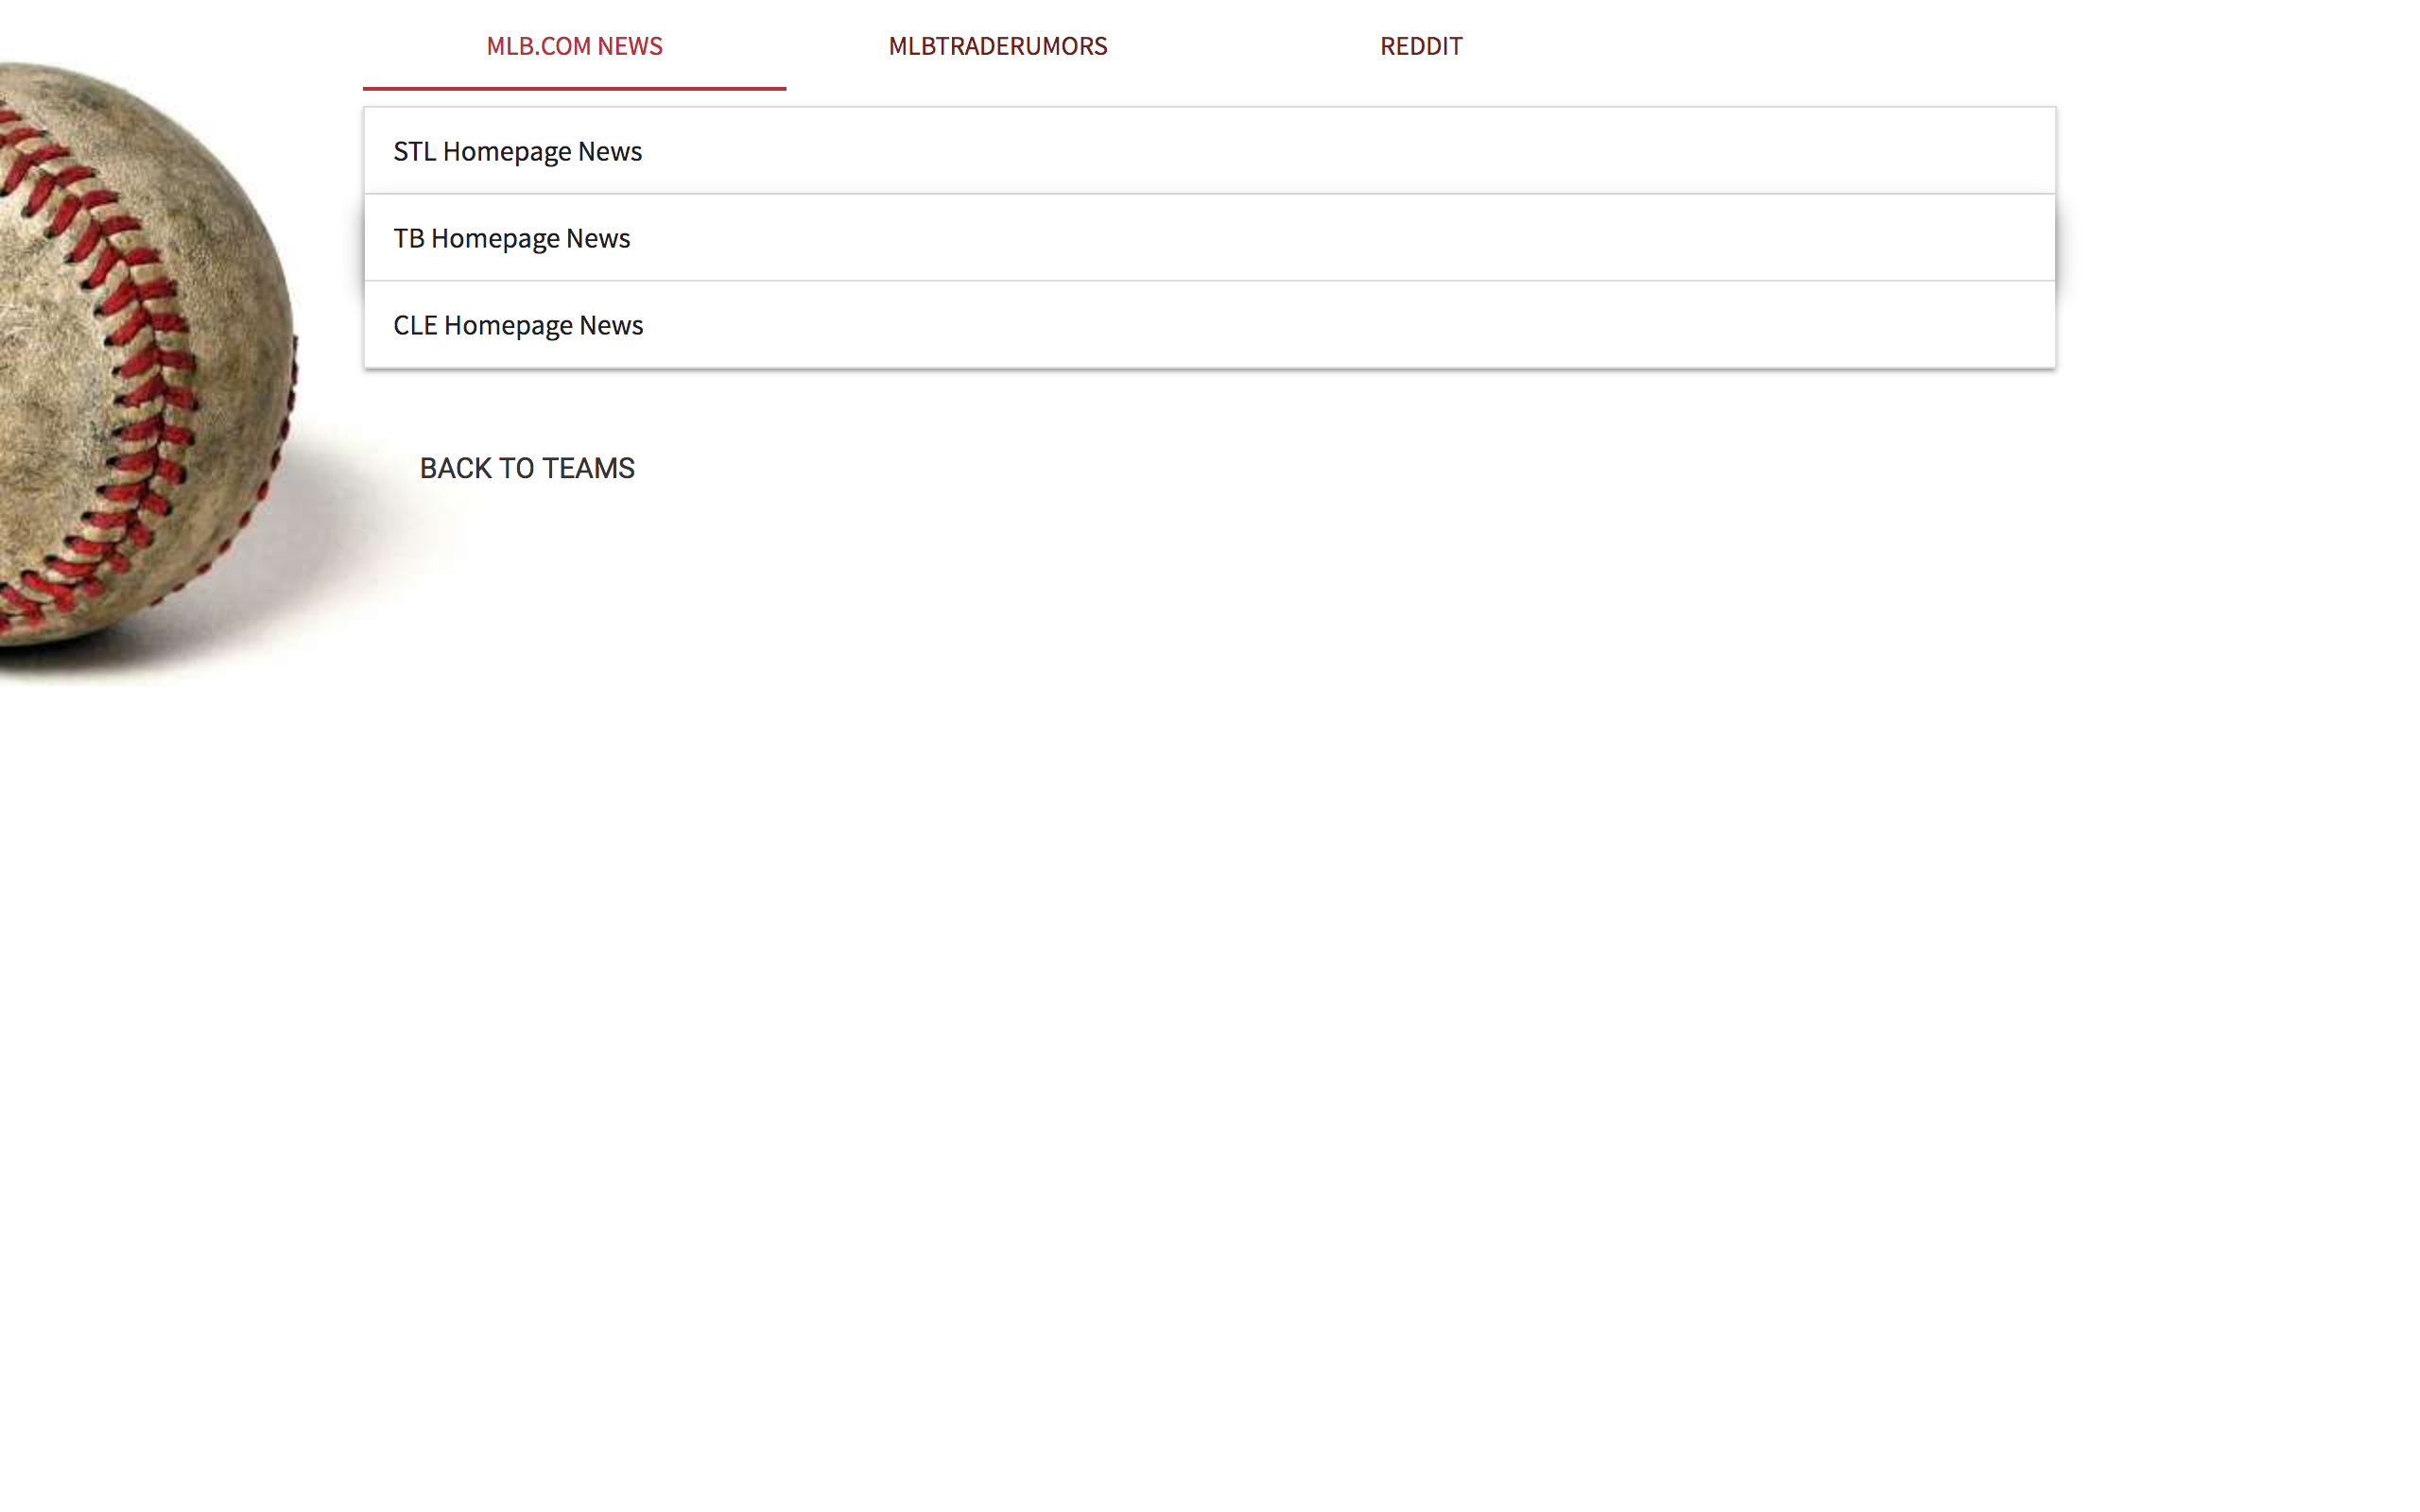 MLB.COM NEWS MLBTRADERUMORS REDDIT
STL Homepage News
TB Homepage News
CLE Homepage News
BACK TO TEAMS